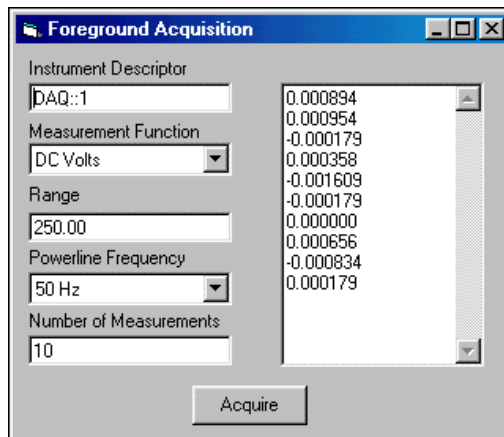 Foreground Acquisition
Instrument Descriptor
DAQ::1
Measurement Function
DC Volts
Range
250.00
Powerline Frequency
50 Hz
Number of Measurements
10
0.000894
0.000954
-0.000179
0.000358
-0.001609
-0.000179
0.000000
0.000656
-0.000834
0.000179
Acquire